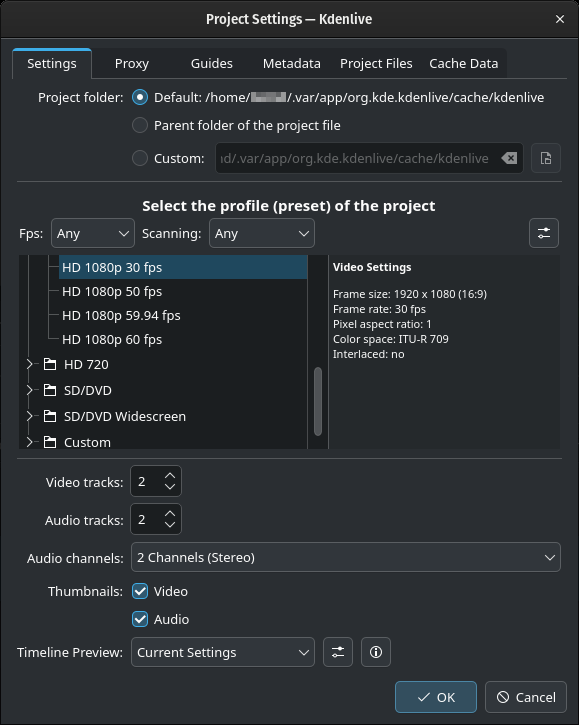 Project Settings — Kdenlive
Settings Proxy Guides Metadata Project Files Cache Data
Project folder: Default: /home/ /.var/app/org.kde.kdenlive/cache/kdenlive
Parent folder of the project file
Custom: d/.var/app/org.kde.kdenlive/cache/kdenlive
Select the profile (preset) of the project
Fps: Any Scanning: Any
HD 1080p 30 fps
HD 1080p 50 fps
HD 1080p 59.94 fps
HD 1080p 60 fps
HD 720
SD/DVD
SD/DVD Widescreen
Custom
Video Settings
Frame size: 1920 x 1080 (16:9)
Frame rate: 30 fps
Pixel aspect ratio: 1
Color space: ITU-R 709
Interlaced: no
Video tracks: 2
Audio tracks: 2
Audio channels: 2 Channels (Stereo)
Thumbnails: Video
Audio
Timeline Preview: Current Settings
OK Cancel